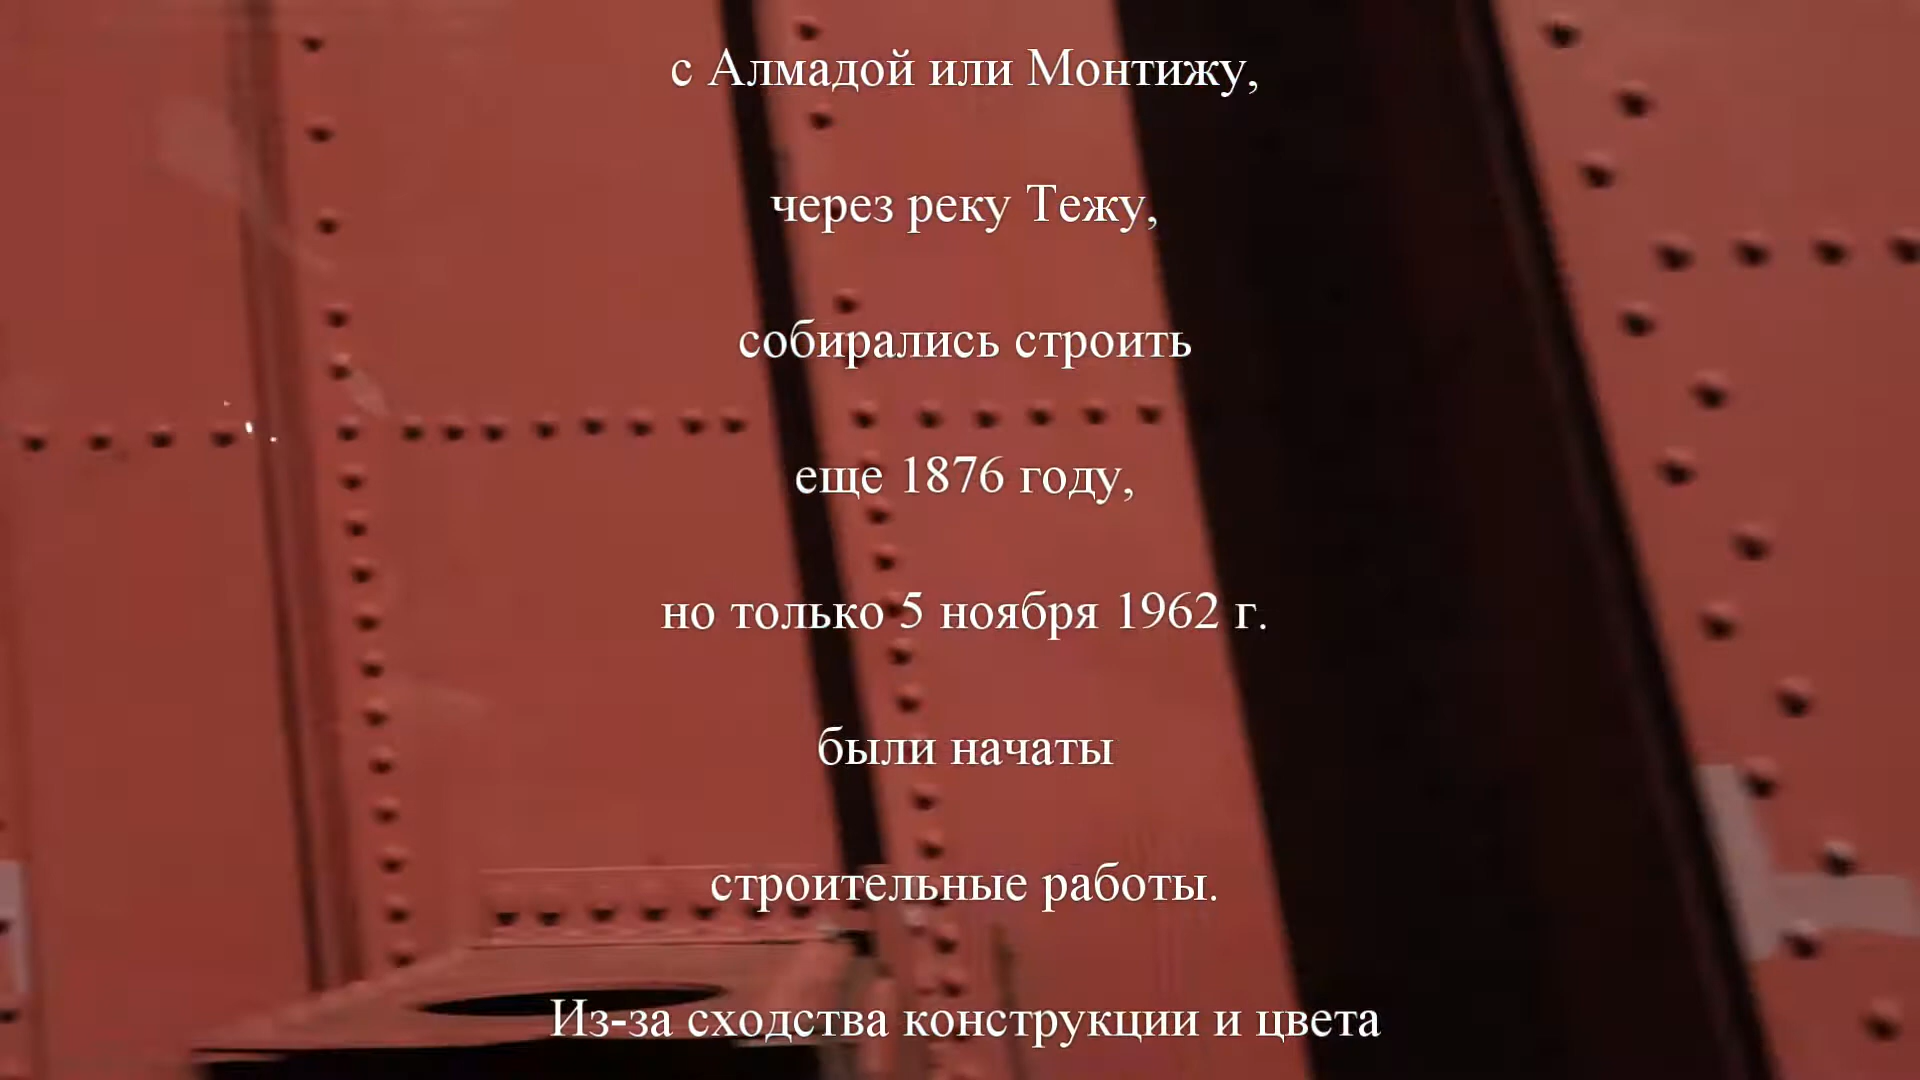 с Алмадой или Монтижу,
через реку Тежу,
собирались строить
еще 1876 году,
но только 5 ноября 1962 г.
были начаты
строительные работы.
Из-за сходства конструкции и цвета